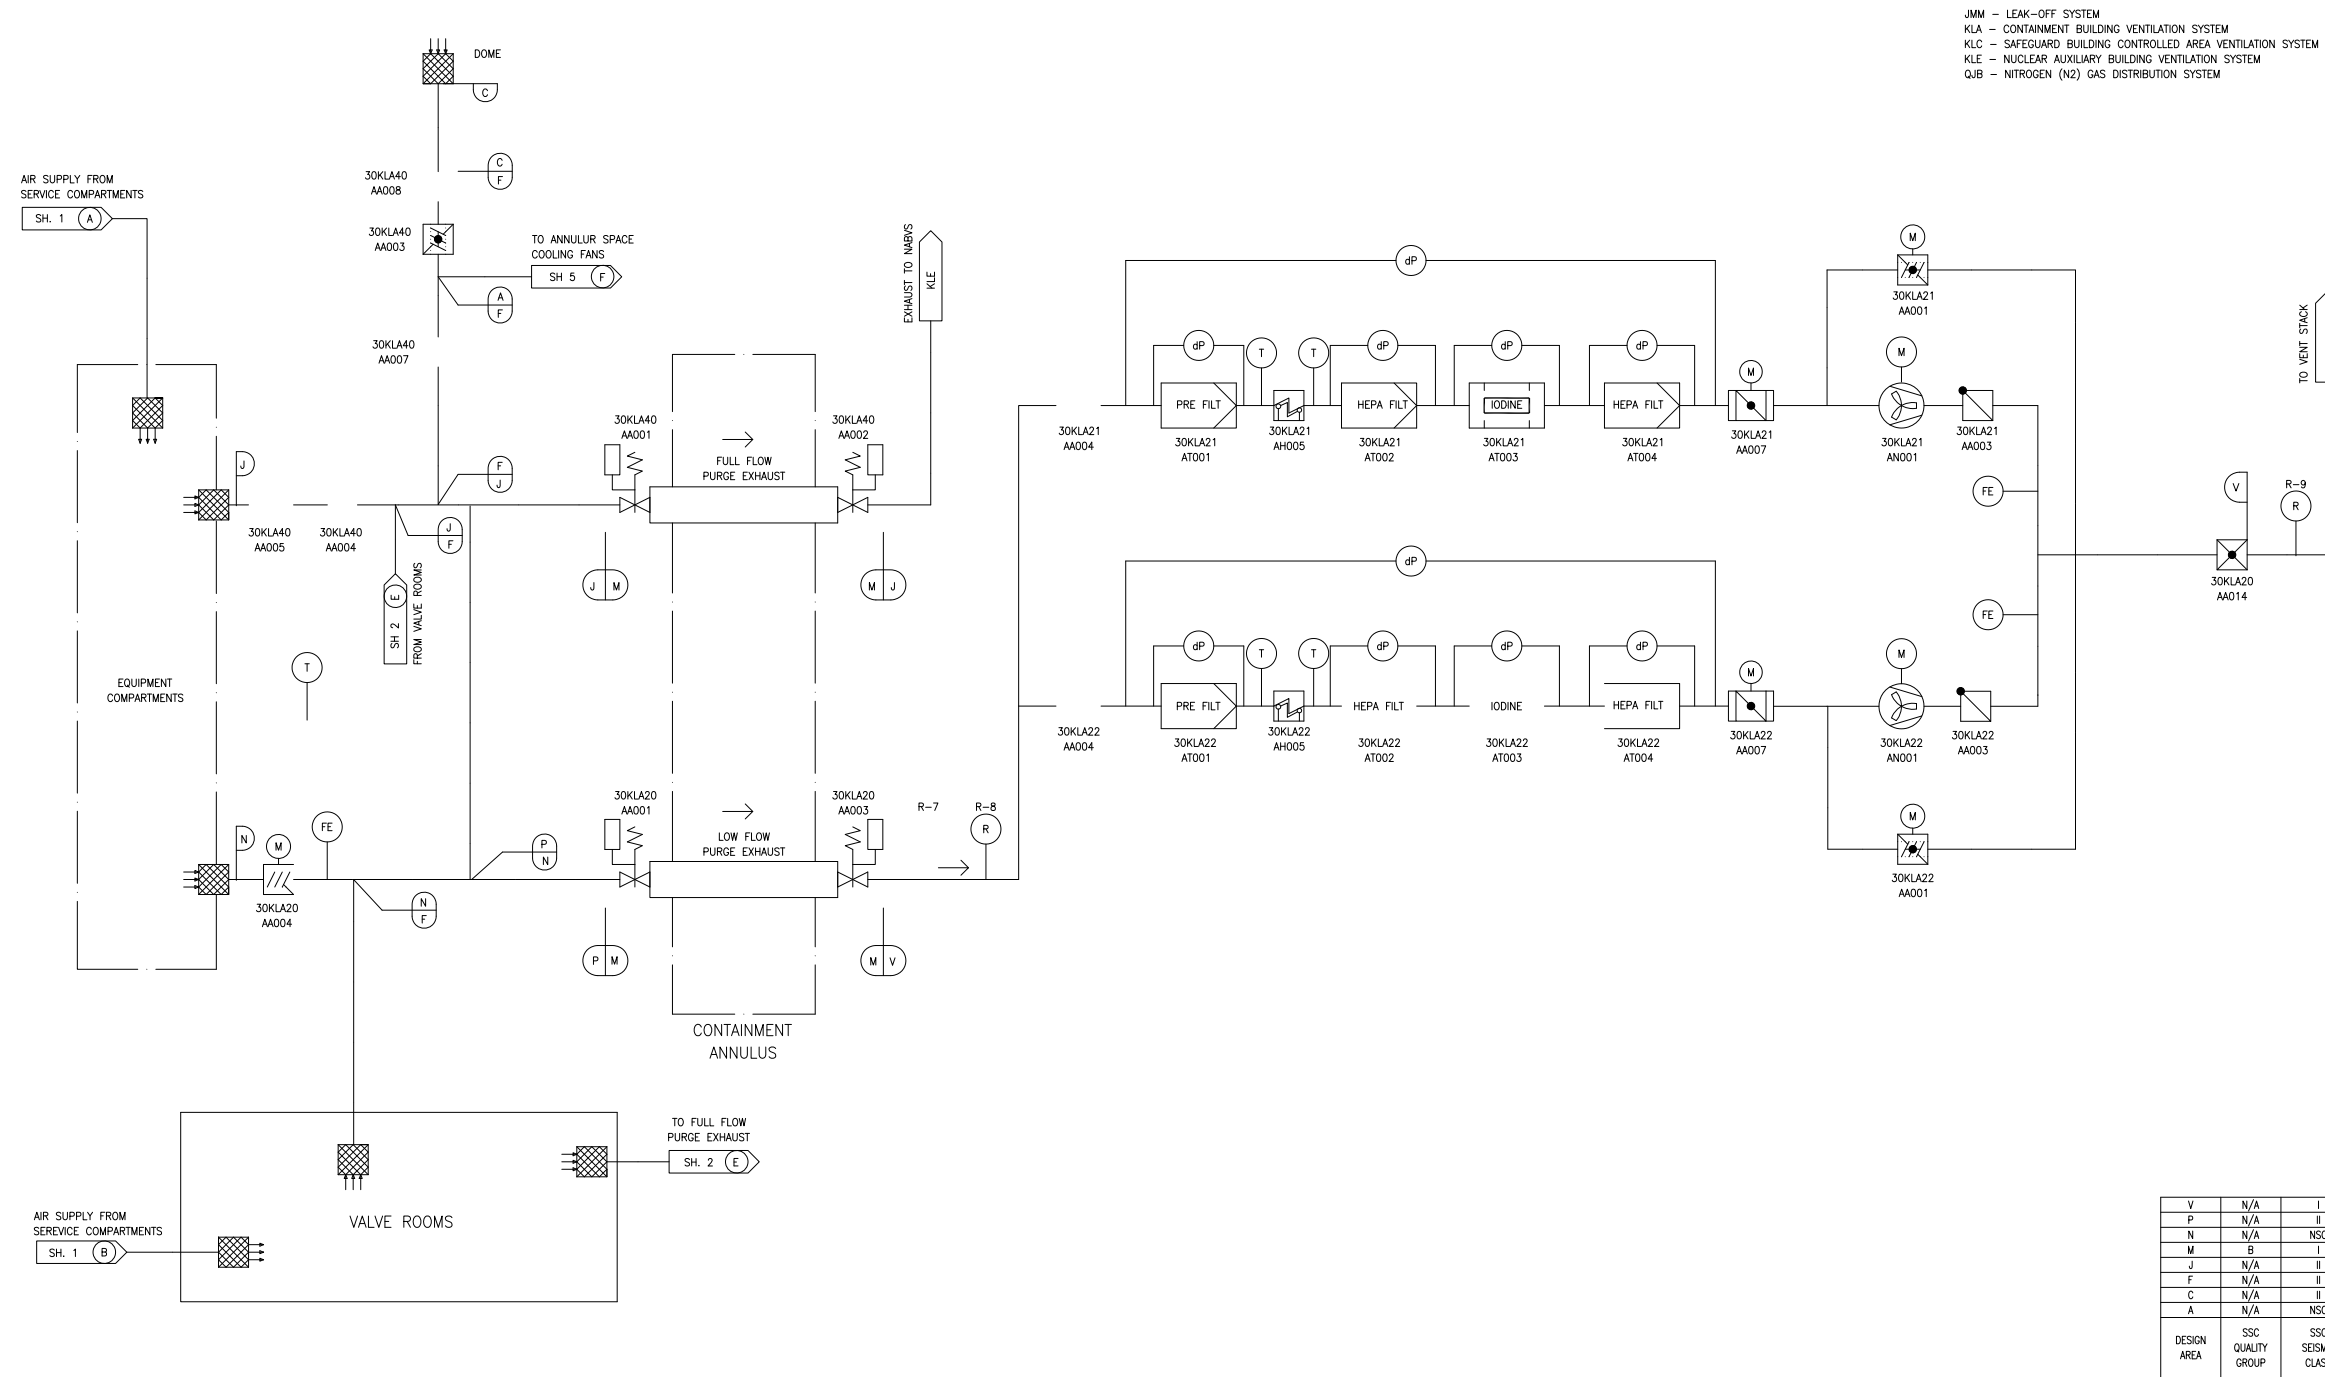 JMM – LEAK-OFF SYSTEM
KLA – CONTAINMENT BUILDING VENTILATION SYSTEM
KLC – SAFEGUARD BUILDING CONTROLLED AREA VENTILATION SYSTEM
KLE – NUCLEAR AUXILIARY BUILDING VENTILATION SYSTEM
QJB – NITROGEN (N2) GAS DISTRIBUTION SYSTEM
DOME
C
C
F
30KLA40
AA008
AIR SUPPLY FROM
SERVICE COMPARTMENTS
SH. 1 A
30KLA40
AA003
TO ANNULUR SPACE
COOLING FANS
SH 5 F
A
F
30KLA40
AA007
EXHAUST TO NABVS
KLE
J
30KLA40
AA005
30KLA40
AA004
F
J
J
F
SH 2 E
FROM VALVE ROOMS
30KLA40
AA001
FULL FLOW
PURGE EXHAUST
30KLA40
AA002
J M
M J
EQUIPMENT
COMPARTMENTS
T
N
M
30KLA20
AA004
FE
N
F
P
N
30KLA20
AA001
LOW FLOW
PURGE EXHAUST
30KLA20
AA003
P M
M V
R-7
R-8
R
CONTAINMENT
ANNULUS
dP
dP
T
T
dP
dP
dP
M
M
M
30KLA21
AA001
PRE FILT
HEPA FILT
IODINE
HEPA FILT
30KLA21
AA004
30KLA21
AT001
30KLA21
AH005
30KLA21
AT002
30KLA21
AT003
30KLA21
AT004
30KLA21
AA007
30KLA21
AN001
30KLA21
AA003
FE
FE
dP
dP
T
T
dP
dP
dP
M
M
PRE FILT
HEPA FILT
IODINE
HEPA FILT
30KLA22
AA004
30KLA22
AT001
30KLA22
AH005
30KLA22
AT002
30KLA22
AT003
30KLA22
AT004
30KLA22
AA007
30KLA22
AN001
30KLA22
AA003
M
30KLA22
AA001
TO VENT STACK
V
R-9
R
30KLA20
AA014
TO FULL FLOW
PURGE EXHAUST
SH. 2 E
VALVE ROOMS
AIR SUPPLY FROM
SEREVICE COMPARTMENTS
SH. 1 B
V N/A I
P N/A II
N N/A NSC
M B I
J N/A II
F N/A II
C N/A II
A N/A NSC
DESIGN
AREA
SSC
QUALITY
GROUP